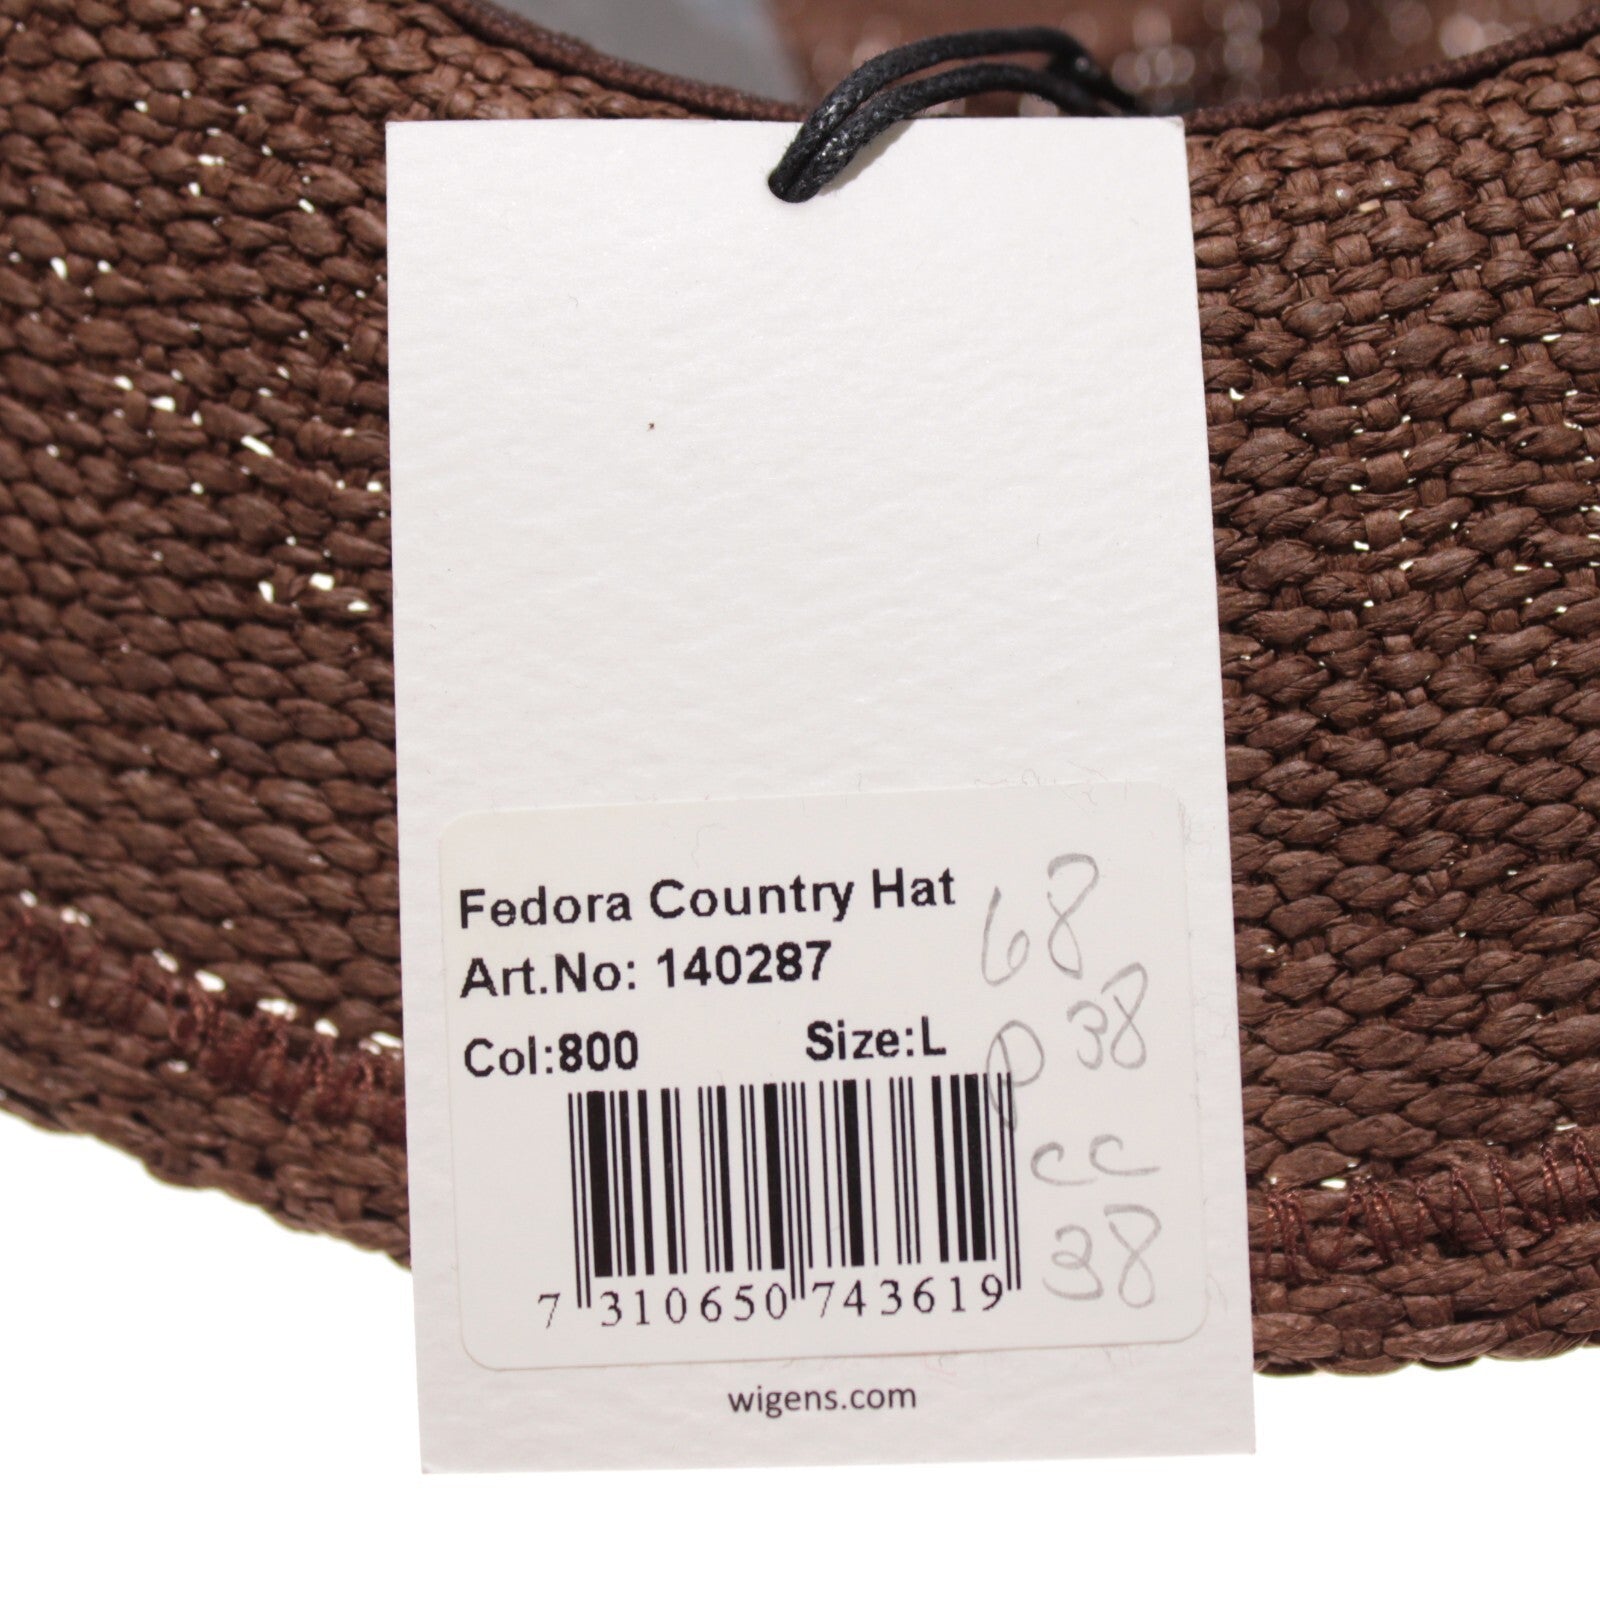 Fedora Country Hat
Art.No: 140287
Col:800 Size:L
68
P 38
cc
38
7 310650 743619
wigens.com